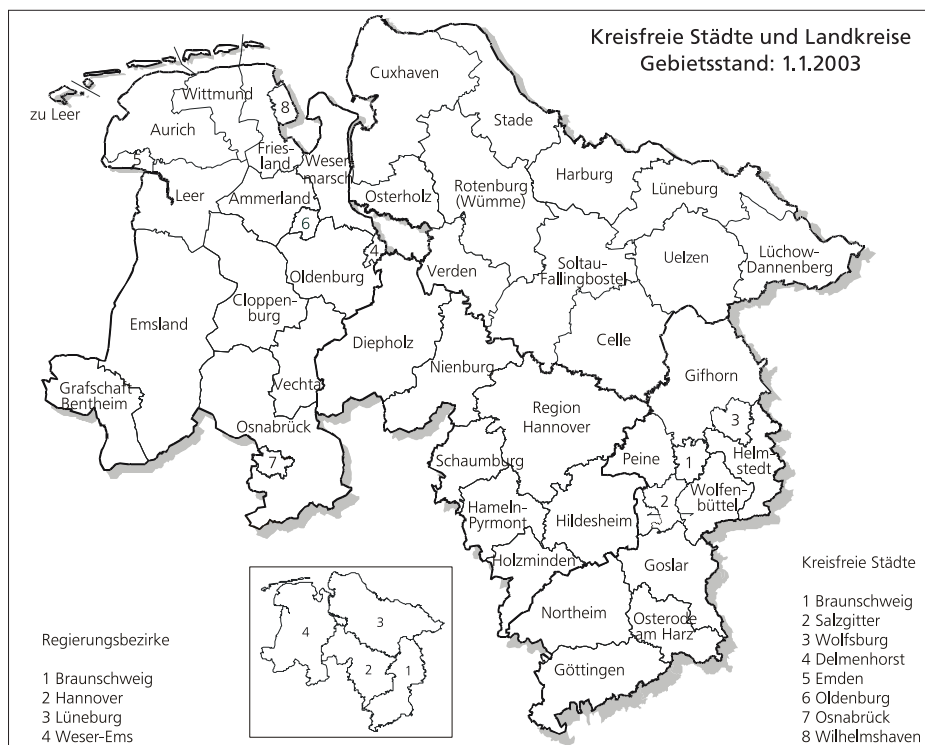 Kreisfreie Städte und Landkreise
Gebietsstand: 1.1.2003
zu Leer
Wittmund
8
Aurich
5
Fries-
land
Weser-
marsch
Cuxhaven
Stade
Leer
Ammerland
6
Osterholz
Rotenburg
(Wümme)
Harburg
Lüneburg
4
Oldenburg
Verden
Soltau-
Fallingbostel
Uelzen
Lüchow-
Dannenberg
Emsland
Cloppen-
burg
Diepholz
Celle
Nienburg
Gifhorn
Grafschaft
Bentheim
Vechta
Osnabrück
7
Region
Hannover
3
Schaumburg
Peine
1
Helm-
stedt
Hameln-
Pyrmont
Hildesheim
2
Wolfen-
büttel
Holzminden
Goslar
Northeim
Osterode
am Harz
Göttingen
Regierungsbezirke
1 Braunschweig
2 Hannover
3 Lüneburg
4 Weser-Ems
4
3
2
1
Kreisfreie Städte
1 Braunschweig
2 Salzgitter
3 Wolfsburg
4 Delmenhorst
5 Emden
6 Oldenburg
7 Osnabrück
8 Wilhelmshaven